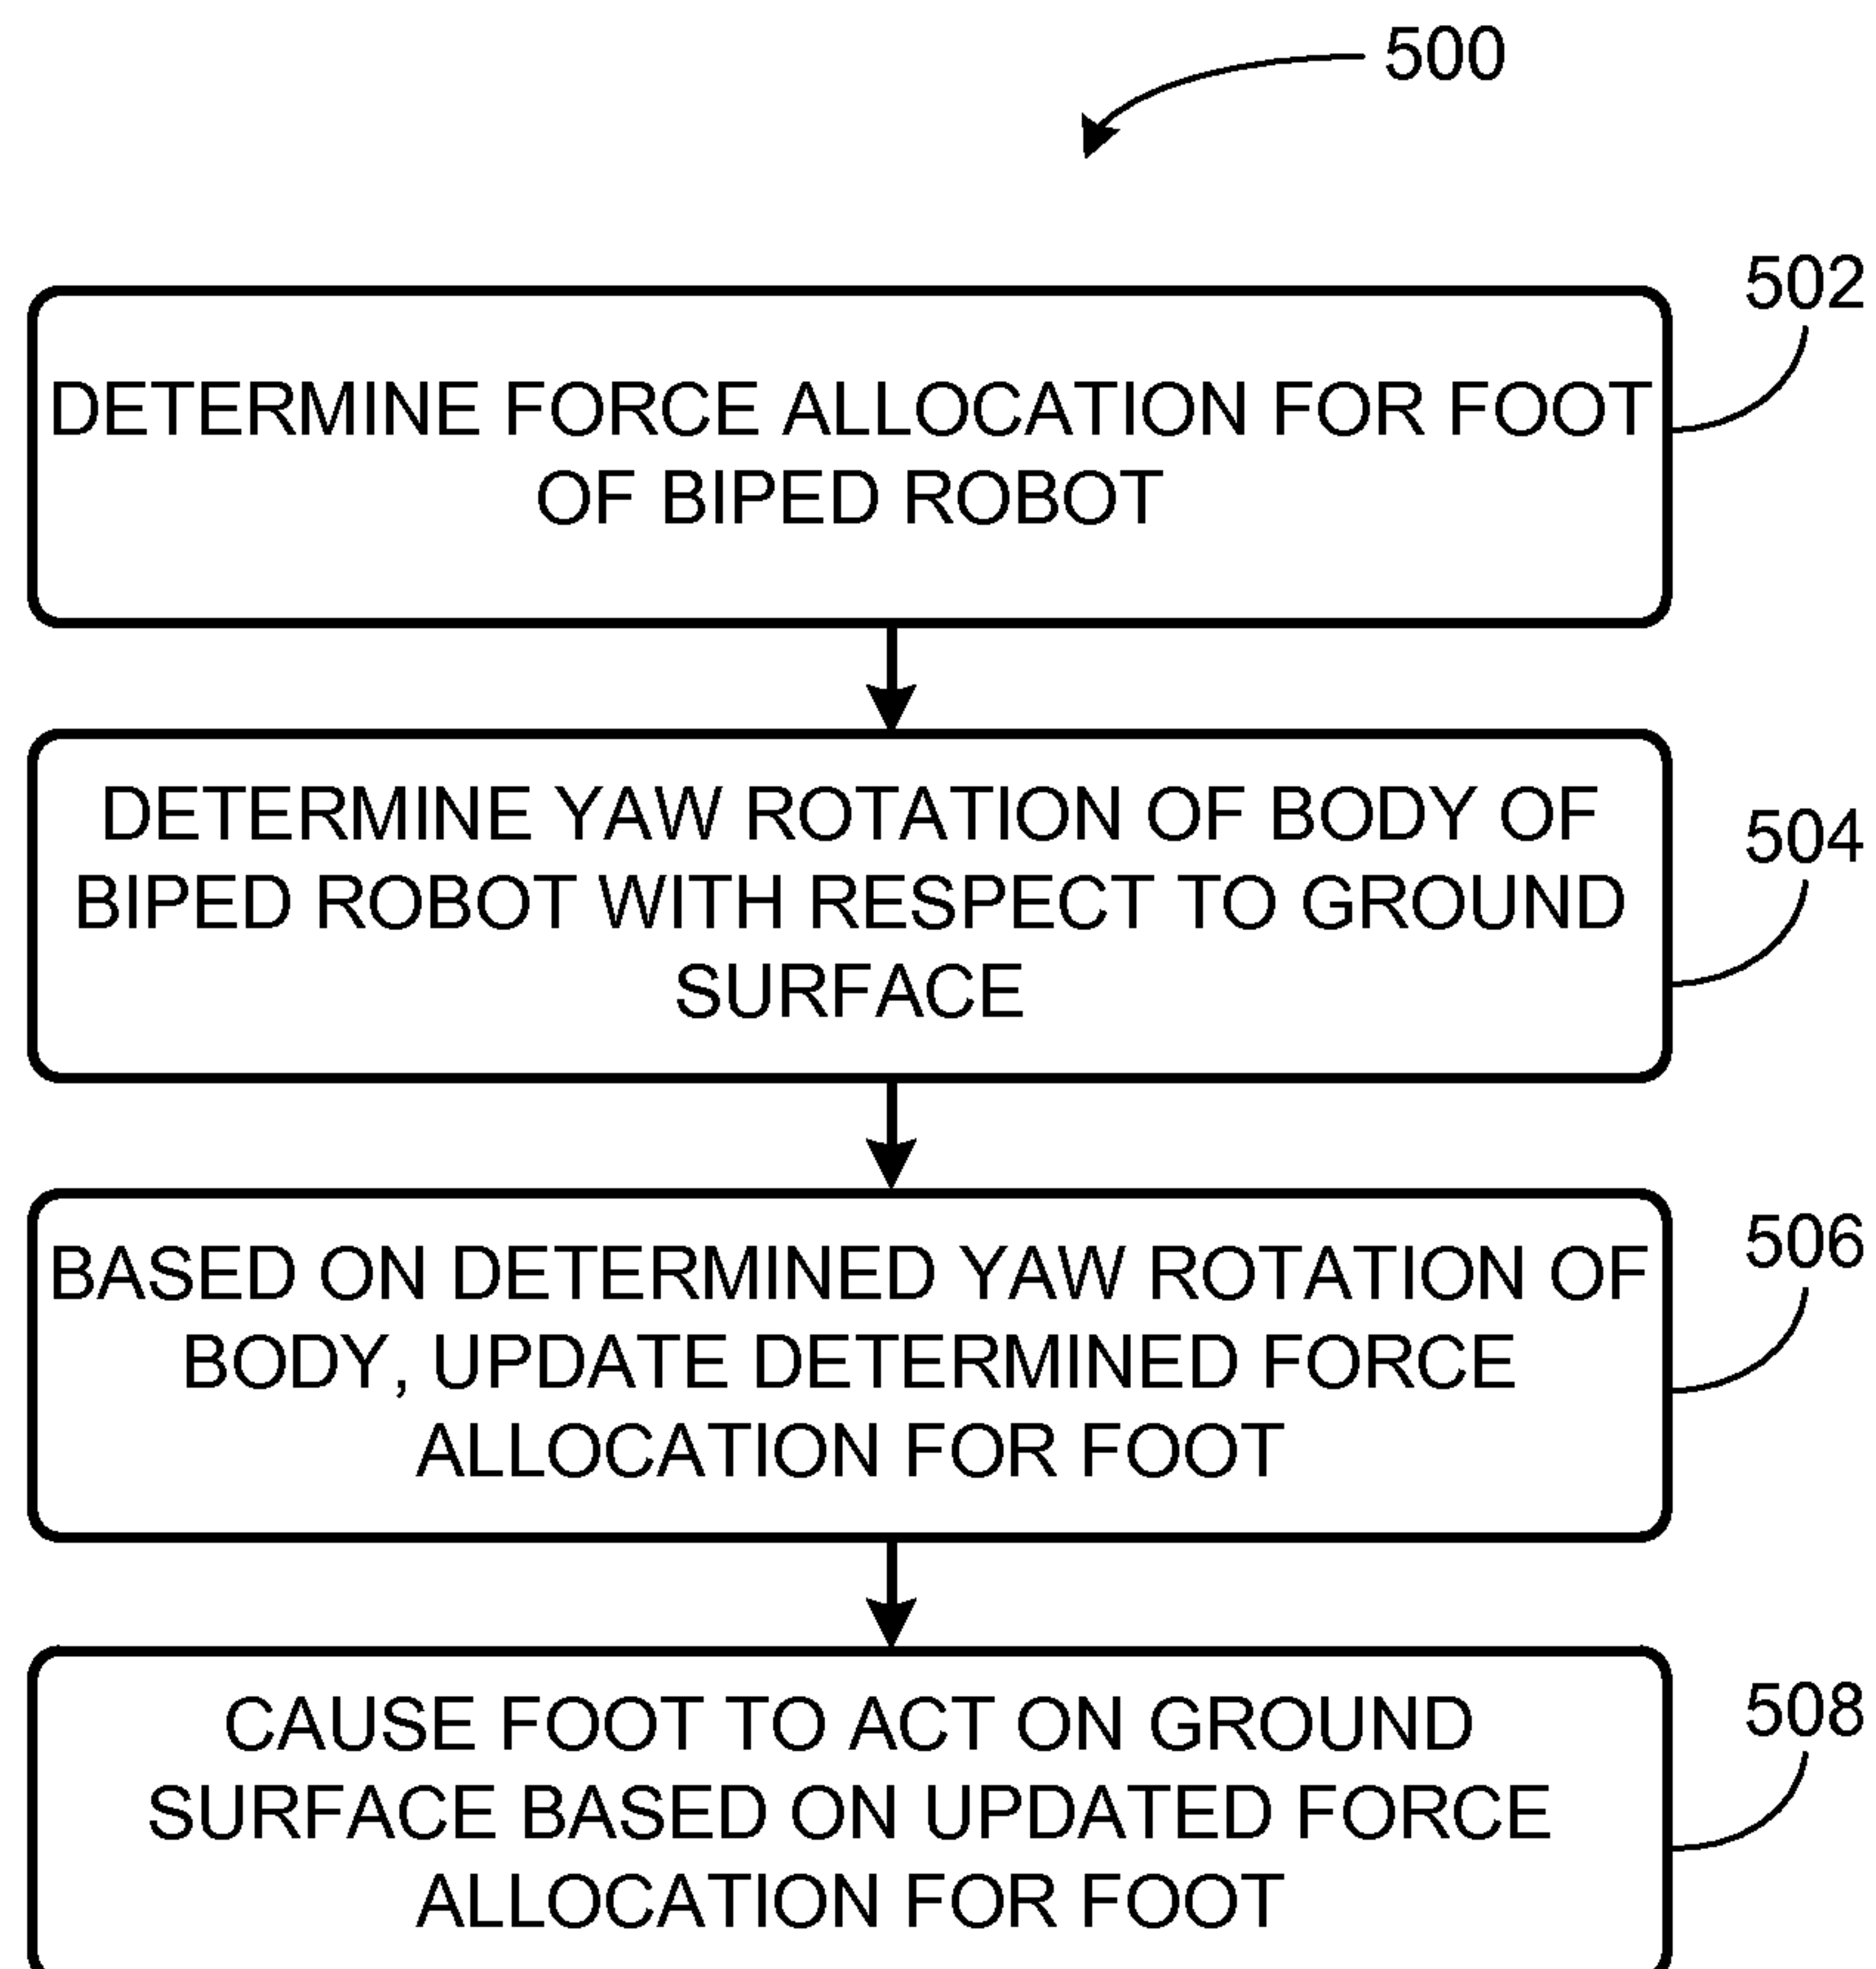 500
502
DETERMINE FORCE ALLOCATION FOR FOOT
OF BIPED ROBOT
504
DETERMINE YAW ROTATION OF BODY OF
BIPED ROBOT WITH RESPECT TO GROUND
SURFACE
506
BASED ON DETERMINED YAW ROTATION OF
BODY, UPDATE DETERMINED FORCE
ALLOCATION FOR FOOT
508
CAUSE FOOT TO ACT ON GROUND
SURFACE BASED ON UPDATED FORCE
ALLOCATION FOR FOOT